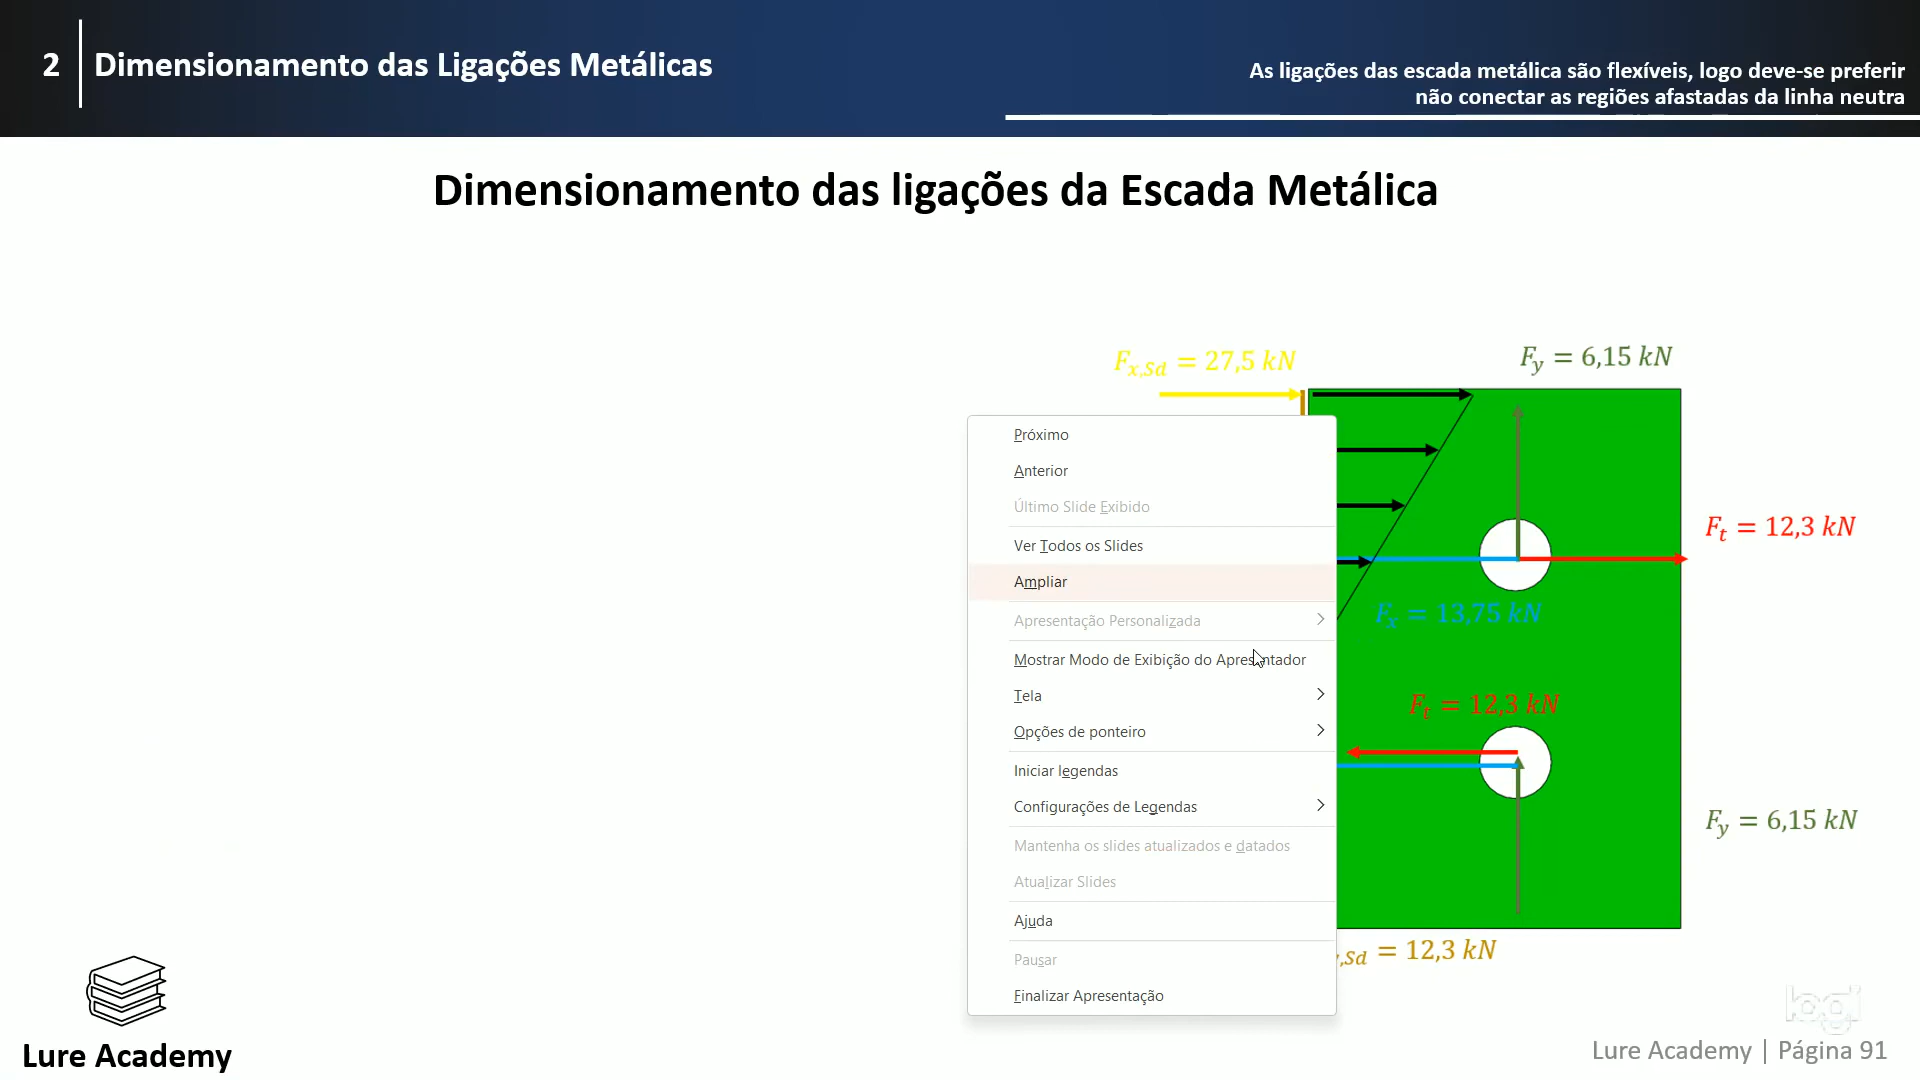 2
Dimensionamento das Ligações Metálicas
As ligações das escada metálica são flexíveis, logo deve-se preferir
não conectar as regiões afastadas da linha neutra
Dimensionamento das ligações da Escada Metálica
F_{x,Sd} = 27,5 kN
F_y = 6,15 kN
Próximo
Anterior
Último Slide Exibido
Ver Todos os Slides
Ampliar
Apresentação Personalizada
Mostrar Modo de Exibição do Apresentador
Tela
Opções de ponteiro
Iniciar legendas
Configurações de Legendas
Mantenha os slides atualizados e datados
Atualizar Slides
Ajuda
Pausar
Finalizar Apresentação
F_t = 12,3 kN
F_x = 13,75 kN
F_t = 12,3 kN
F_y = 6,15 kN
,Sd = 12,3 kN
logi
Lure Academy
Lure Academy | Página 91